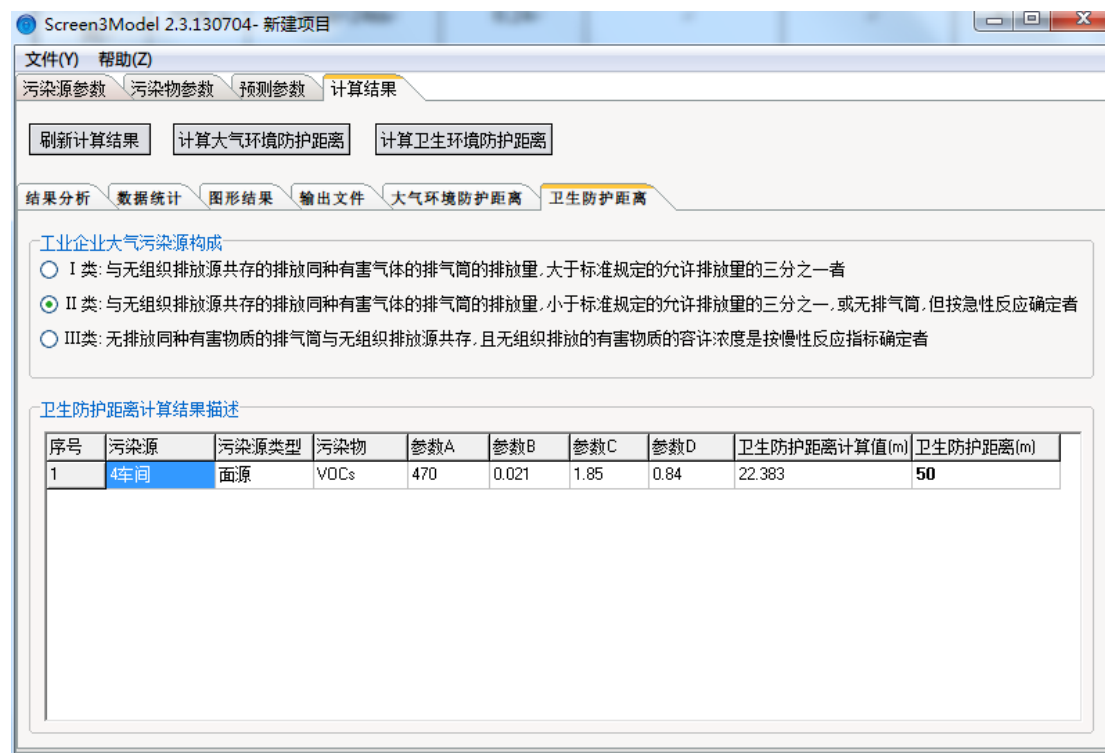 Screen3Model 2.3.130704- 新建项目
文件(Y) 帮助(Z)
污染源参数 污染物参数 预测参数 计算结果
刷新计算结果 计算大气环境防护距离 计算卫生环境防护距离
结果分析 数据统计 图形结果 输出文件 大气环境防护距离 卫生防护距离
工业企业大气污染源构成
I 类:与无组织排放源共存的排放同种有害气体的排气筒的排放量,大于标准规定的允许排放量的三分之一者
II 类:与无组织排放源共存的排放同种有害气体的排气筒的排放量,小于标准规定的允许排放量的三分之一,或无排气筒,但按急性反应确定者
III类:无排放同种有害物质的排气筒与无组织排放源共存,且无组织排放的有害物质的容许浓度是按慢性反应指标确定者
卫生防护距离计算结果描述
序号 污染源 污染源类型 污染物 参数A 参数B 参数C 参数D 卫生防护距离计算值(m) 卫生防护距离(m)
1 4车间 面源 VOCs 470 0.021 1.85 0.84 22.383 50